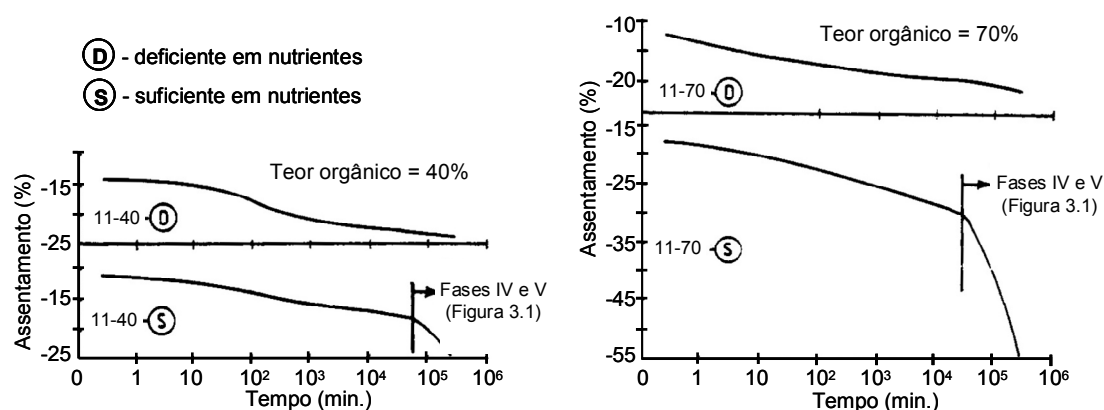 D - deficiente em nutrientes
S - suficiente em nutrientes
Teor orgânico = 40%
Assentamento (%)
-15
11-40 - D
-25
-15
11-40 - S
-25
Fases IV e V
(Figura 3.1)
0 1 10 10² 10³ 10⁴ 10⁵ 10⁶
Tempo (min.)
Teor orgânico = 70%
Assentamento (%)
-10
-20
11-70 - D
-15
-25
-35
11-70 - S
-45
-55
Fases IV e V
(Figura 3.1)
0 1 10 10² 10³ 10⁴ 10⁵ 10⁶
Tempo (min.)